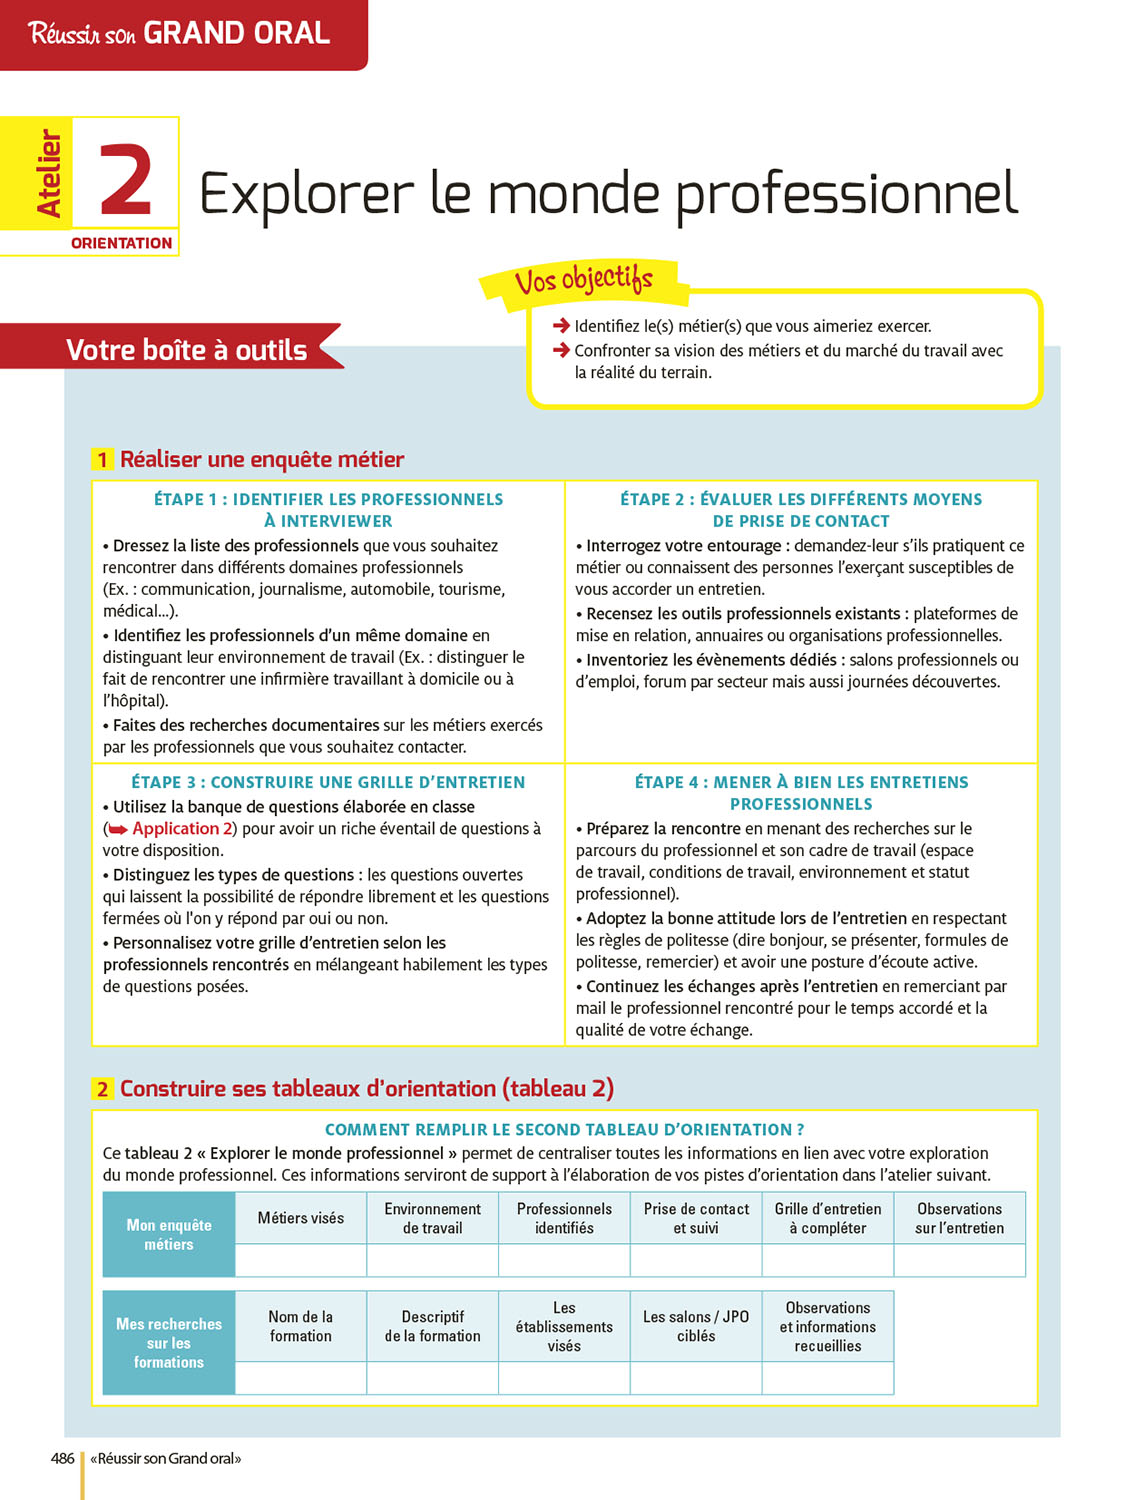 Réussir son GRAND ORAL
Atelier
2
ORIENTATION
Explorer le monde professionnel
Vos objectifs
➔ Identifiez le(s) métier(s) que vous aimeriez exercer.
➔ Confronter sa vision des métiers et du marché du travail avec
la réalité du terrain.
Votre boîte à outils
1 Réaliser une enquête métier
ÉTAPE 1 : IDENTIFIER LES PROFESSIONNELS
À INTERVIEWER
• Dressez la liste des professionnels que vous souhaitez
rencontrer dans différents domaines professionnels
(Ex. : communication, journalisme, automobile, tourisme,
médical…).
• Identifiez les professionnels d’un même domaine en
distinguant leur environnement de travail (Ex. : distinguer le
fait de rencontrer une infirmière travaillant à domicile ou à
l’hôpital).
• Faites des recherches documentaires sur les métiers exercés
par les professionnels que vous souhaitez contacter.
ÉTAPE 2 : ÉVALUER LES DIFFÉRENTS MOYENS
DE PRISE DE CONTACT
• Interrogez votre entourage : demandez-leur s’ils pratiquent ce
métier ou connaissent des personnes l’exerçant susceptibles de
vous accorder un entretien.
• Recensez les outils professionnels existants : plateformes de
mise en relation, annuaires ou organisations professionnelles.
• Inventoriez les évènements dédiés : salons professionnels ou
d’emploi, forum par secteur mais aussi journées découvertes.
ÉTAPE 3 : CONSTRUIRE UNE GRILLE D’ENTRETIEN
• Utilisez la banque de questions élaborée en classe
(➥ Application 2) pour avoir un riche éventail de questions à
votre disposition.
• Distinguez les types de questions : les questions ouvertes
qui laissent la possibilité de répondre librement et les questions
fermées où l'on y répond par oui ou non.
• Personnalisez votre grille d’entretien selon les
professionnels rencontrés en mélangeant habilement les types
de questions posées.
ÉTAPE 4 : MENER À BIEN LES ENTRETIENS
PROFESSIONNELS
• Préparez la rencontre en menant des recherches sur le
parcours du professionnel et son cadre de travail (espace
de travail, conditions de travail, environnement et statut
professionnel).
• Adoptez la bonne attitude lors de l’entretien en respectant
les règles de politesse (dire bonjour, se présenter, formules de
politesse, remercier) et avoir une posture d’écoute active.
• Continuez les échanges après l’entretien en remerciant par
mail le professionnel rencontré pour le temps accordé et la
qualité de votre échange.
2 Construire ses tableaux d’orientation (tableau 2)
COMMENT REMPLIR LE SECOND TABLEAU D’ORIENTATION ?
Ce tableau 2 « Explorer le monde professionnel » permet de centraliser toutes les informations en lien avec votre exploration
du monde professionnel. Ces informations serviront de support à l’élaboration de vos pistes d’orientation dans l’atelier suivant.
Mon enquête
métiers
Métiers visés
Environnement
de travail
Professionnels
identifiés
Prise de contact
et suivi
Grille d’entretien
à compléter
Observations
sur l’entretien
Mes recherches
sur les
formations
Nom de la
formation
Descriptif
de la formation
Les
établissements
visés
Les salons / JPO
ciblés
Observations
et informations
recueillies
486
«Réussir son Grand oral»